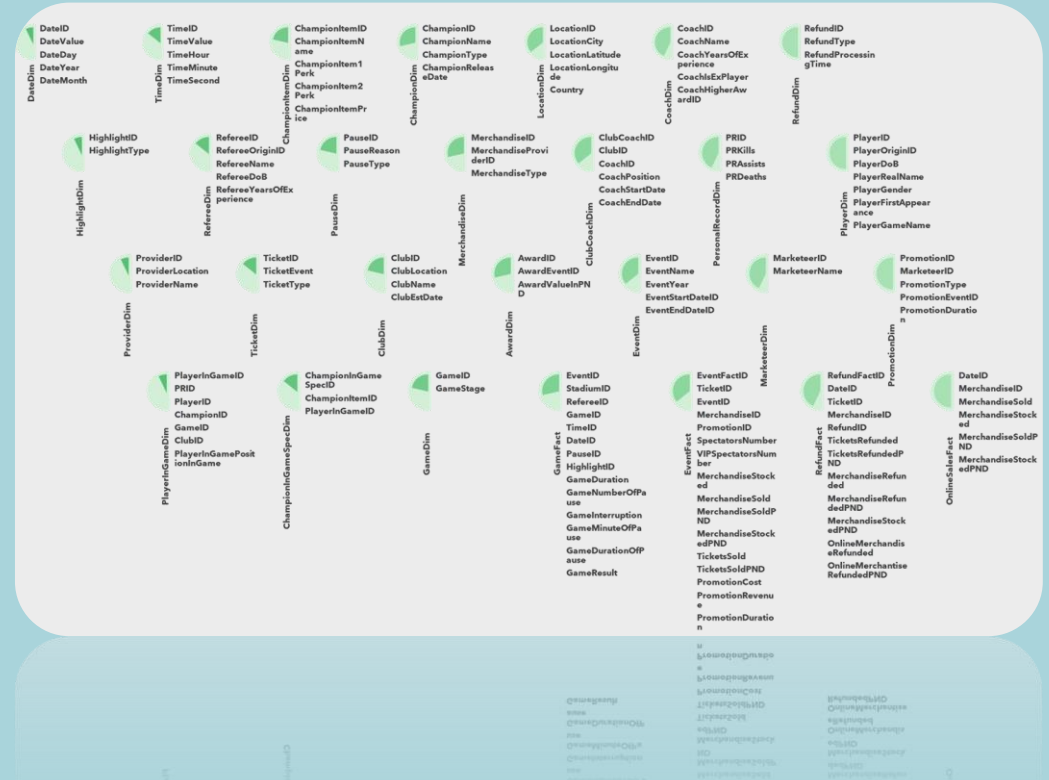 DateDim
DateID
DateValue
DateDay
DateYear
DateMonth
TimeDim
TimeID
TimeValue
TimeHour
TimeMinute
TimeSecond
ChampionItemDim
ChampionItemID
ChampionItemN
ame
ChampionItem1
Perk
ChampionItem2
Perk
ChampionItemPr
ice
ChampionDim
ChampionID
ChampionName
ChampionType
ChampionReleas
eDate
LocationDim
LocationID
LocationCity
LocationLatitude
LocationLongitu
de
Country
CoachDim
CoachID
CoachName
CoachYearsOfEx
perience
CoachIsExPlayer
CoachHigherAw
ardID
RefundDim
RefundID
RefundType
RefundProcessin
gTime
HighlightDim
HighlightID
HighlightType
RefereeDim
RefereeID
RefereeOriginID
RefereeName
RefereeDoB
RefereeYearsOfEx
perience
PauseDim
PauseID
PauseReason
PauseType
MerchandiseDim
MerchandiseID
MerchandiseProvi
derID
MerchandiseType
ClubCoachDim
ClubCoachID
ClubID
CoachID
CoachPosition
CoachStartDate
CoachEndDate
PersonalRecordDim
PRID
PRKills
PRAssists
PRDeaths
PlayerDim
PlayerID
PlayerOriginID
PlayerDoB
PlayerRealName
PlayerGender
PlayerFirstAppear
ance
PlayerGameName
ProviderDim
ProviderID
ProviderLocation
ProviderName
TicketDim
TicketID
TicketEvent
TicketType
ClubDim
ClubID
ClubLocation
ClubName
ClubEstDate
AwardDim
AwardID
AwardEventID
AwardValueInPN
D
EventDim
EventID
EventName
EventYear
EventStartDateID
EventEndDateID
MarketeerDim
MarketeerID
MarketeerName
PromotionDim
PromotionID
MarketeerID
PromotionType
PromotionEventID
PromotionDuratio
n
PlayerInGameDim
PlayerInGameID
PRID
PlayerID
ChampionID
GameID
ClubID
PlayerInGamePosit
ionInGame
ChampionInGameSpecDim
ChampionInGame
SpecID
ChampionItemID
PlayerInGameID
GameDim
GameID
GameStage
GameFact
EventID
StadiumID
RefereeID
GameID
TimeID
DateID
PauseID
HighlightID
GameDuration
GameNumberOfPa
use
GameInterruption
GameMinuteOfPa
use
GameDurationOfP
ause
GameResult
EventFact
EventFactID
TicketID
EventID
MerchandiseID
PromotionID
SpectatorsNumber
VIPSpectatorsNum
ber
MerchandiseStock
ed
MerchandiseSold
MerchandiseSoldP
ND
MerchandiseStock
edPND
TicketsSold
TicketsSoldPND
PromotionCost
PromotionRevenu
e
PromotionDuratio
n
RefundFact
RefundFactID
DateID
TicketID
MerchandiseID
RefundID
TicketsRefunded
TicketsRefundedP
ND
MerchandiseRefun
ded
MerchandiseRefun
dedPND
MerchandiseStock
edPND
OnlineMerchandis
eRefunded
OnlineMerchantise
RefundedPND
OnlineSalesFact
DateID
MerchandiseID
MerchandiseSold
MerchandiseStock
ed
MerchandiseSoldP
ND
MerchandiseStock
edPND